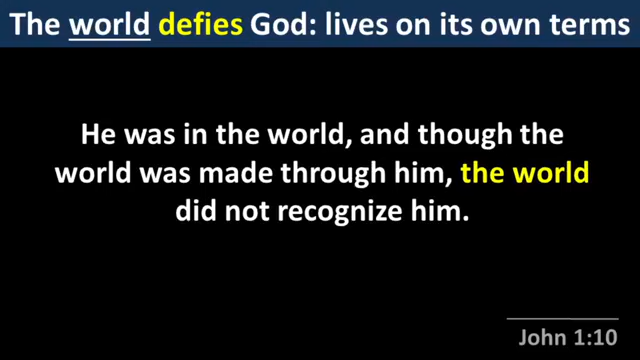 The world defies God: lives on its own terms
He was in the world, and though the
world was made through him, the world
did not recognize him.
John 1:10